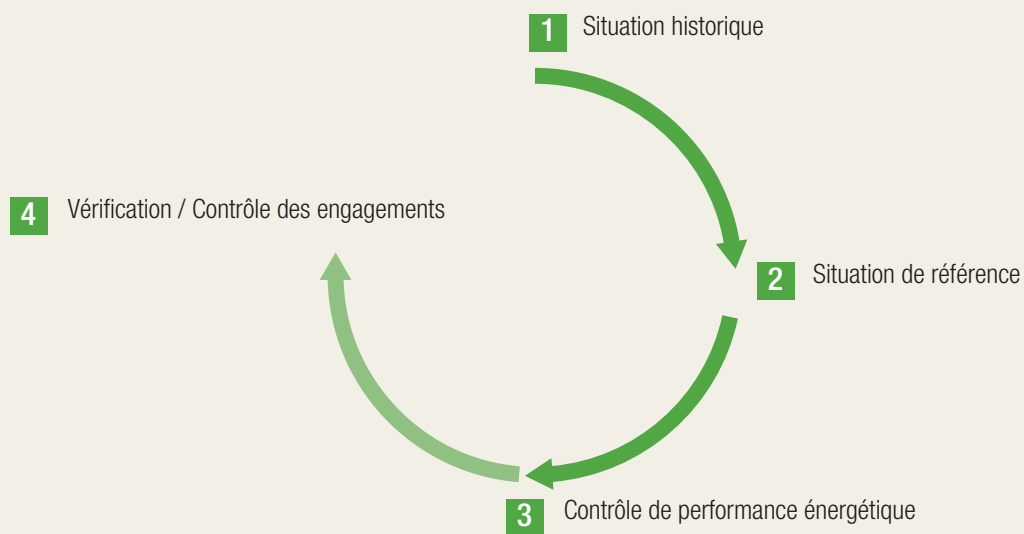 1 Situation historique
4 Vérification / Contrôle des engagements
2 Situation de référence
3 Contrôle de performance énergétique